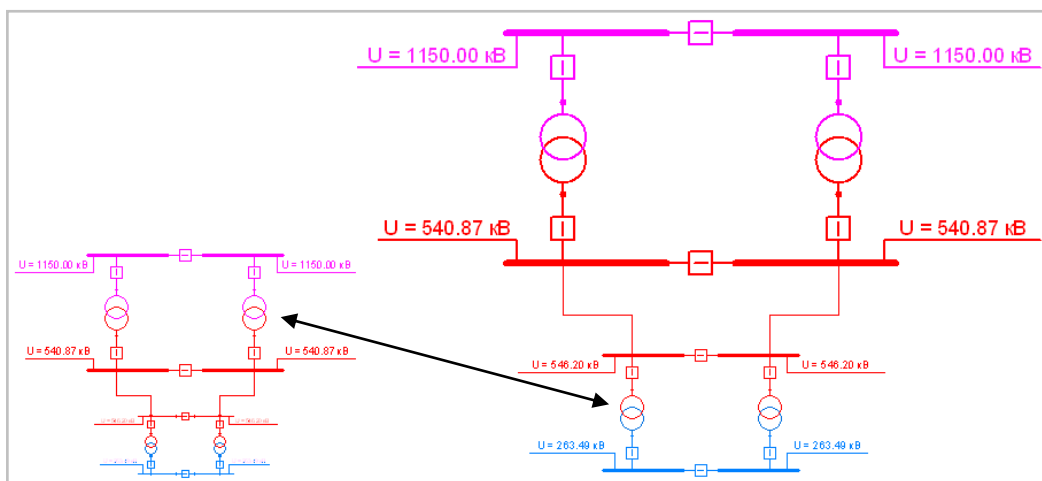 U = 1150.00 кВ
U = 1150.00 кВ
U = 540.87 кВ
U = 540.87 кВ
U = 1150.00 кВ
U = 1150.00 кВ
U = 540.87 кВ
U = 540.87 кВ
U = 546.20 кВ
U = 546.20 кВ
U = 263.49 кВ
U = 263.49 кВ